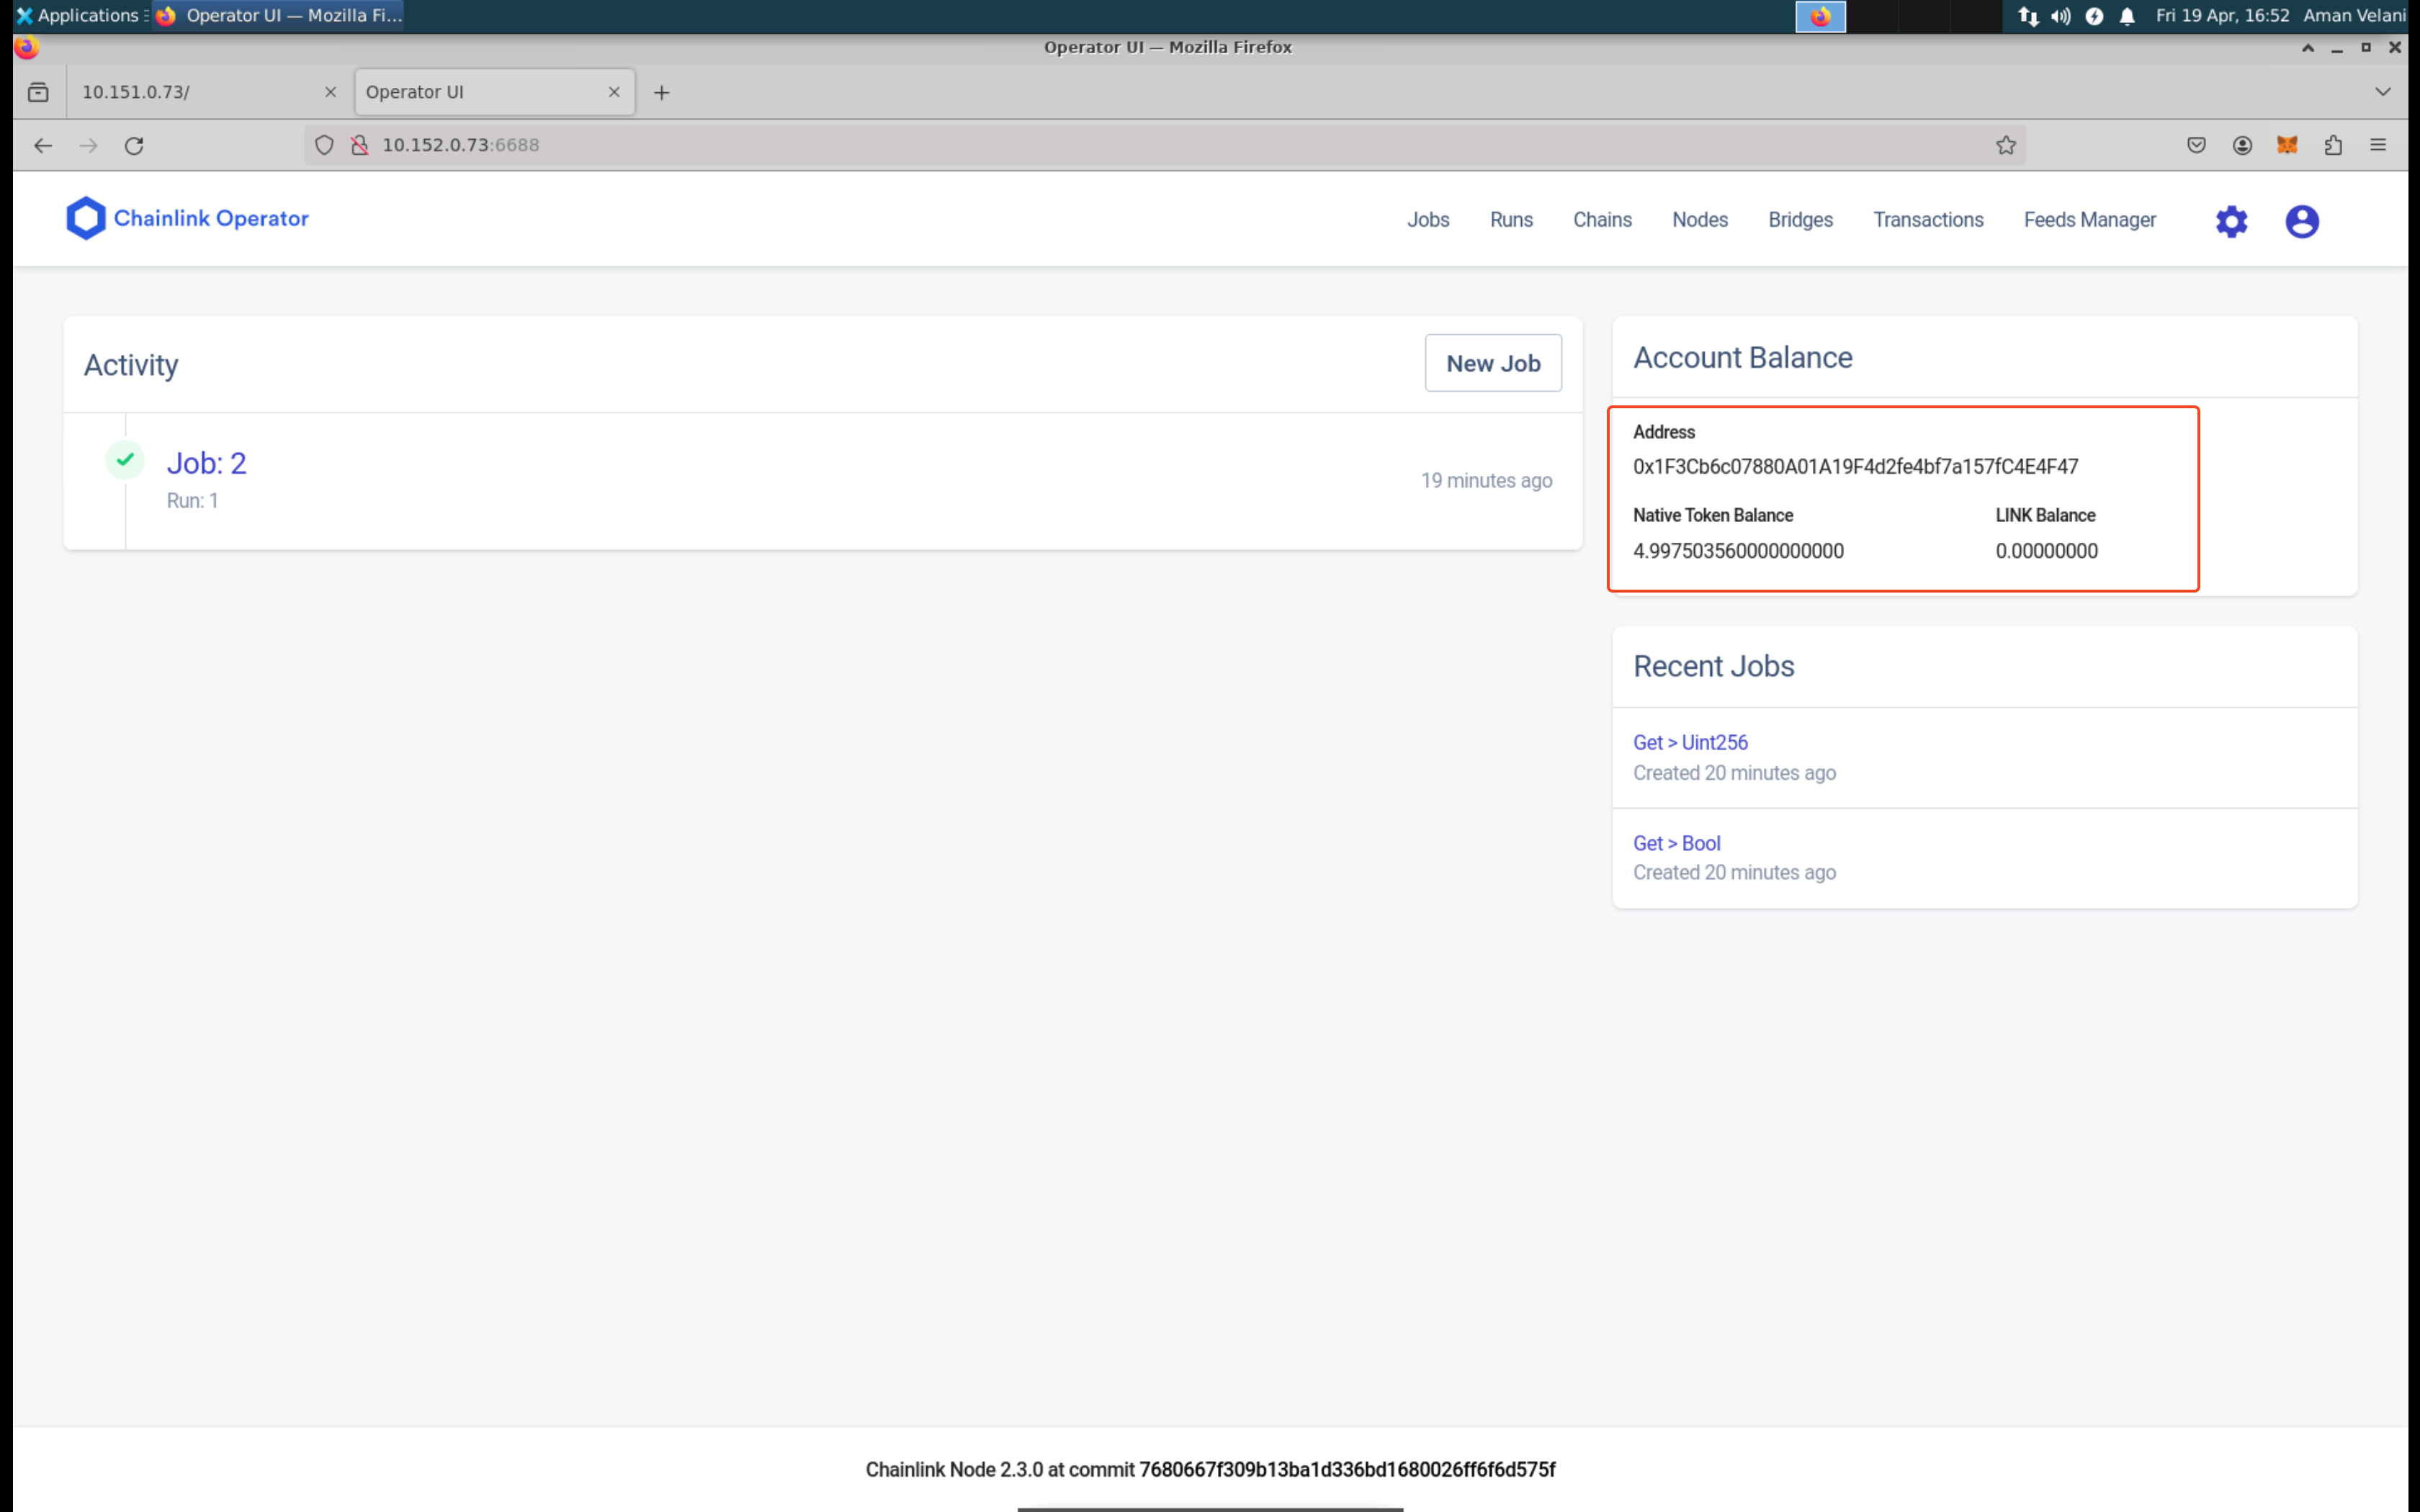 Applications
Operator UI — Mozilla Fi...
Fri 19 Apr, 16:52 Aman Velani
Operator UI — Mozilla Firefox
10.151.0.73/
Operator UI
10.152.0.73:6688
Chainlink Operator
Jobs Runs Chains Nodes Bridges Transactions Feeds Manager
Activity
New Job
Job: 2
Run: 1
19 minutes ago
Account Balance
Address
0x1F3Cb6c07880A01A19F4d2fe4bf7a157fC4E4F47
Native Token Balance LINK Balance
4.997503560000000000 0.00000000
Recent Jobs
Get > Uint256
Created 20 minutes ago
Get > Bool
Created 20 minutes ago
Chainlink Node 2.3.0 at commit 7680667f309b13ba1d336bd1680026ff6f6d575f